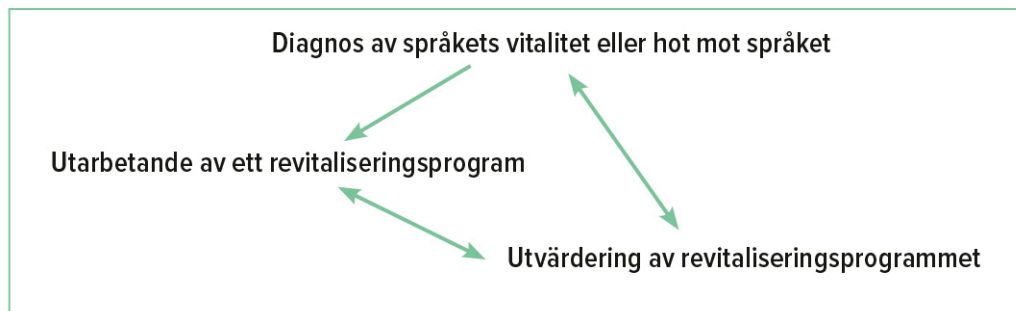 Diagnos av språkets vitalitet eller hot mot språket
Utarbetande av ett revitaliseringsprogram
Utvärdering av revitaliseringsprogrammet